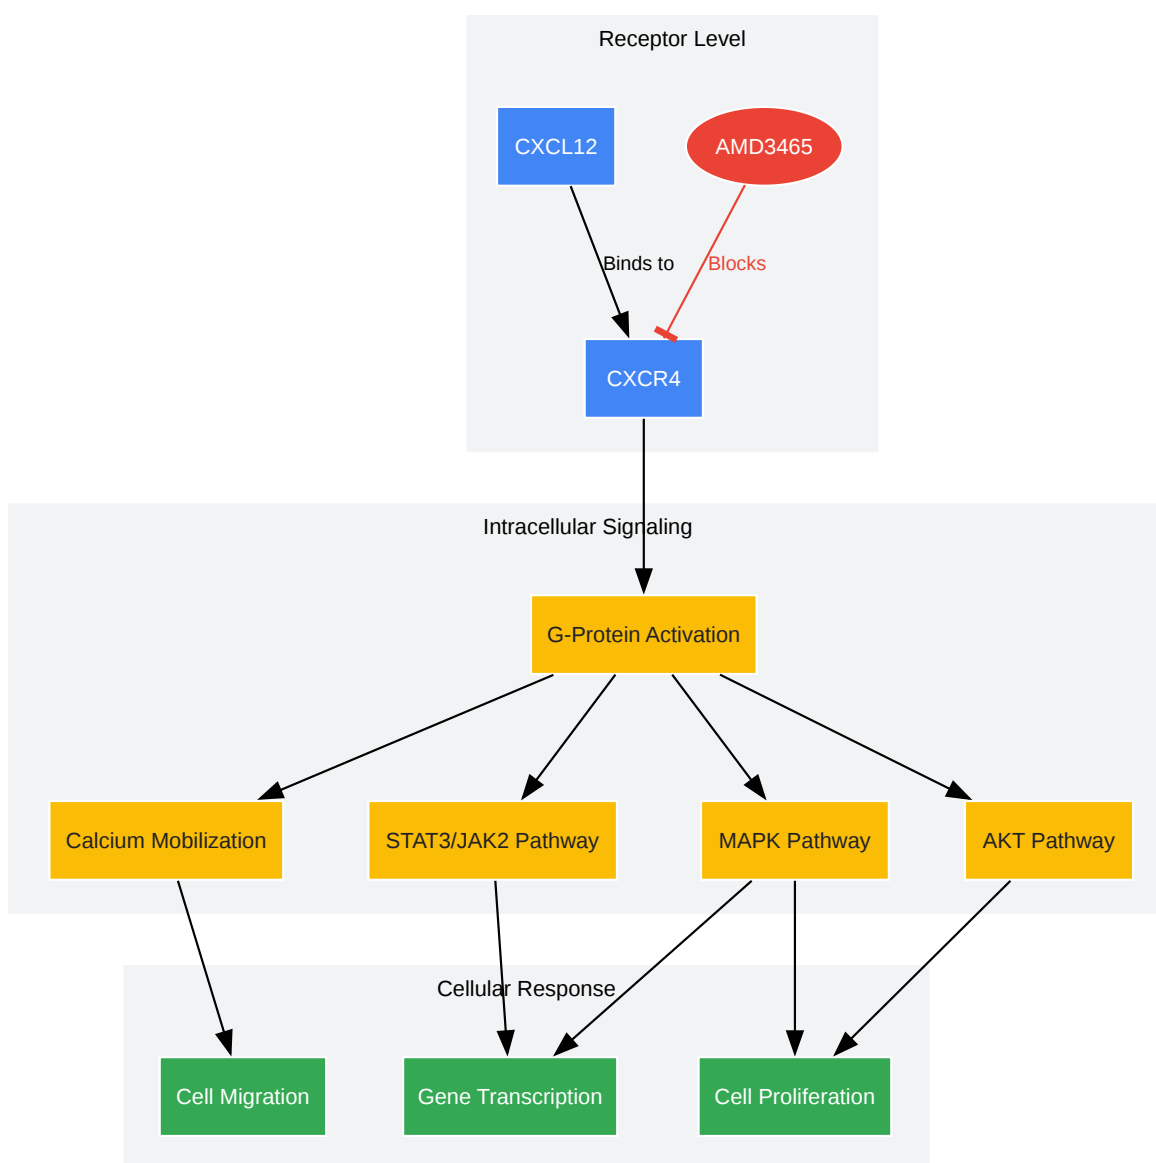 Receptor Level
CXCL12
AMD3465
Binds to
Blocks
CXCR4
Intracellular Signaling
G-Protein Activation
Calcium Mobilization
STAT3/JAK2 Pathway
MAPK Pathway
AKT Pathway
Cellular Response
Cell Migration
Gene Transcription
Cell Proliferation